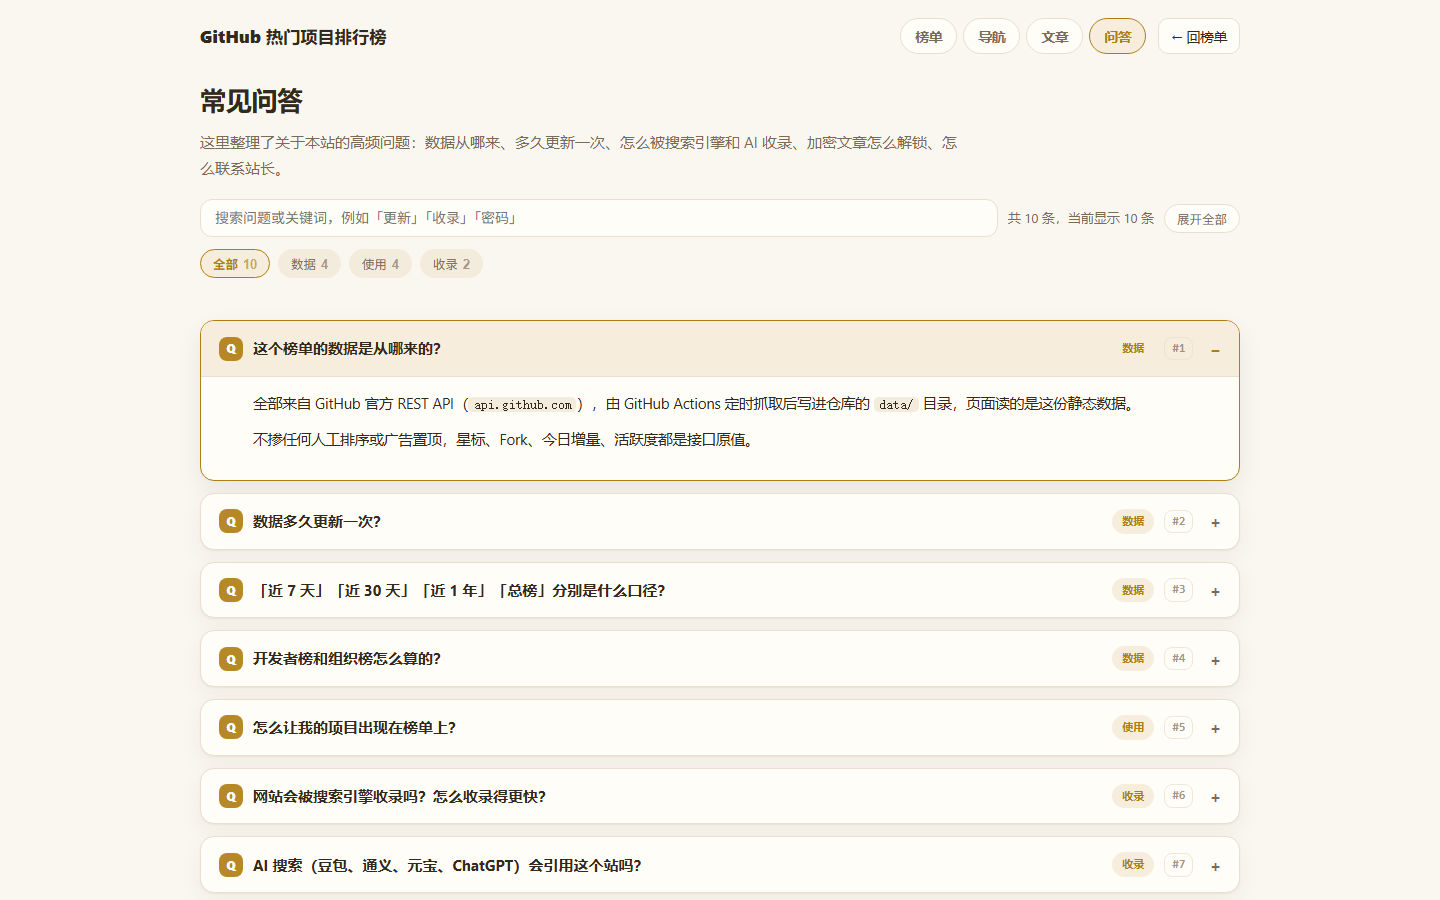 GitHub 热门项目排行榜
榜单 导航 文章 问答 ← 回榜单
常见问答
这里整理了关于本站的高频问题：数据从哪来、多久更新一次、怎么被搜索引擎和 AI 收录、加密文章怎么解锁、怎
么联系站长。
搜索问题或关键词，例如「更新」「收录」「密码」 共 10 条，当前显示 10 条 展开全部
全部 10 数据 4 使用 4 收录 2
Q 这个榜单的数据是从哪来的？ 数据 #1 −
全部来自 GitHub 官方 REST API（api.github.com），由 GitHub Actions 定时抓取后写进仓库的 data/ 目录，页面读的是这份静态数据。
不掺任何人工排序或广告置顶，星标、Fork、今日增量、活跃度都是接口原值。
Q 数据多久更新一次？ 数据 #2 +
Q 「近 7 天」「近 30 天」「近 1 年」「总榜」分别是什么口径？ 数据 #3 +
Q 开发者榜和组织榜怎么算的？ 数据 #4 +
Q 怎么让我的项目出现在榜单上？ 使用 #5 +
Q 网站会被搜索引擎收录吗？怎么收录得更快？ 收录 #6 +
Q AI 搜索（豆包、通义、元宝、ChatGPT）会引用这个站吗？ 收录 #7 +